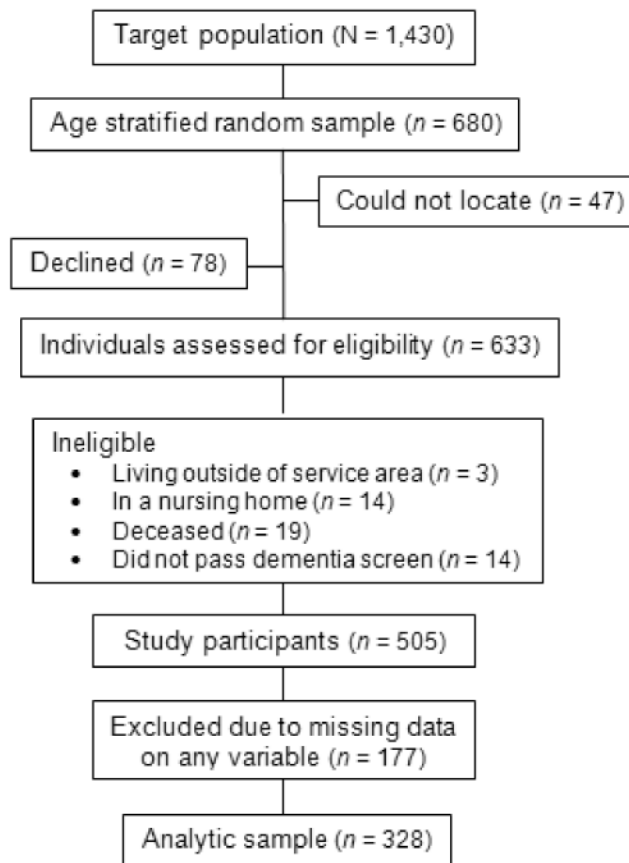 Target population (N = 1,430)
Age stratified random sample (n = 680)
Could not locate (n = 47)
Declined (n = 78)
Individuals assessed for eligibility (n = 633)
Ineligible
• Living outside of service area (n = 3)
• In a nursing home (n = 14)
• Deceased (n = 19)
• Did not pass dementia screen (n = 14)
Study participants (n = 505)
Excluded due to missing data
on any variable (n = 177)
Analytic sample (n = 328)